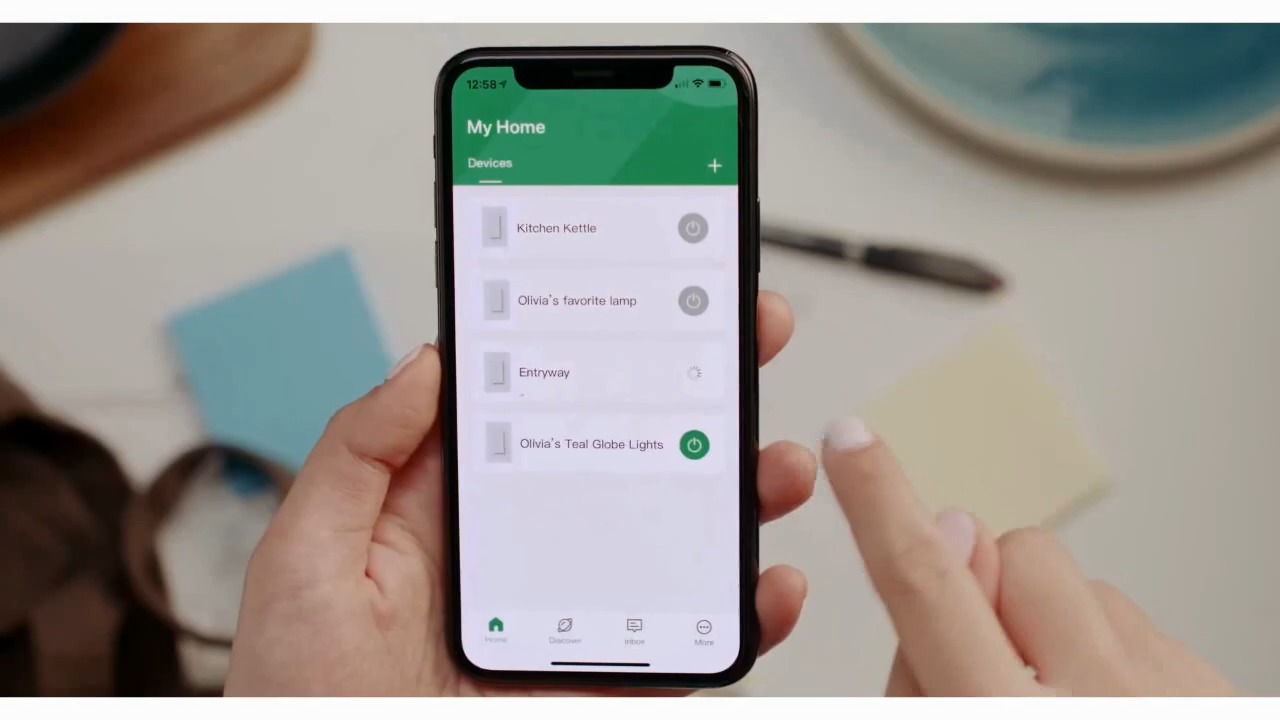 12:58
My Home
Devices
Kitchen Kettle
Olivia's favorite lamp
Entryway
Olivia's Teal Globe Lights
Home
Discover
Inbox
More